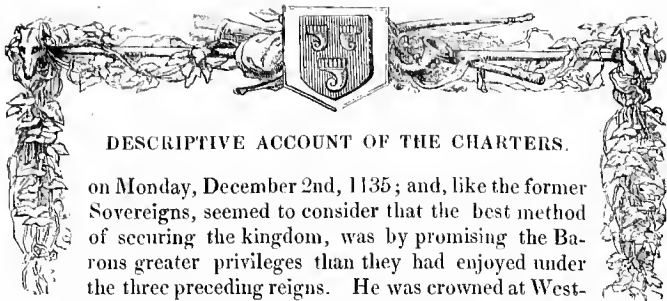 DESCRIPTIVE ACCOUNT OF THE CHARTERS.
on Monday, December 2nd, 1135; and, like the former
Sovereigns, seemed to consider that the best method
of securing the kingdom, was by promising the Ba-
rons greater privileges than they had enjoyed under
the three preceding reigns. He was crowned at West-